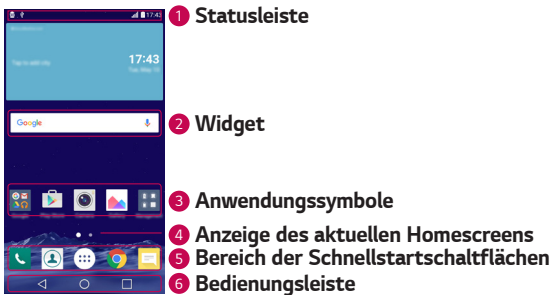 17:43
1 Statusleiste
17:43
Google
2 Widget
3 Anwendungssymbole
4 Anzeige des aktuellen Homescreens
5 Bereich der Schnellstartschaltflächen
6 Bedienungsleiste